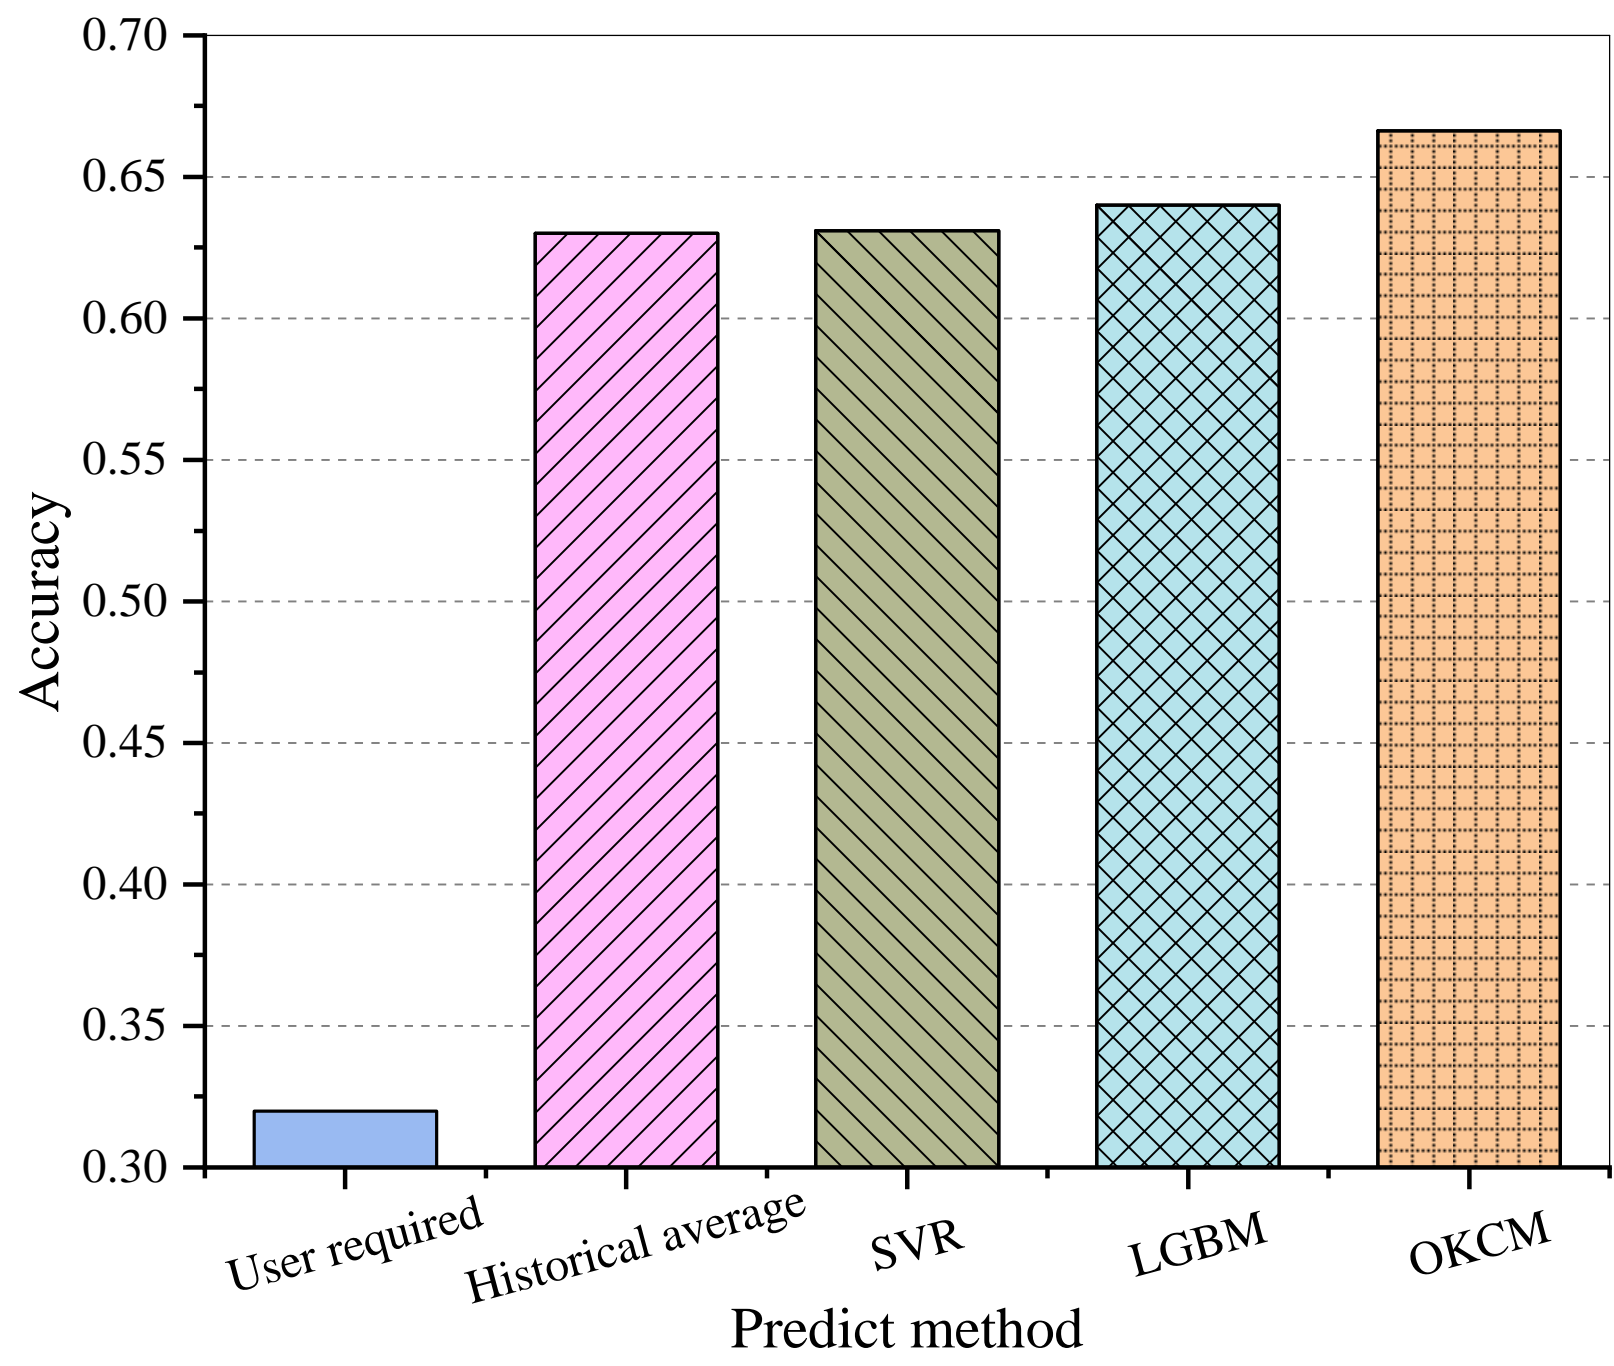 0.70
0.65
0.60
0.55
0.50
0.45
0.40
0.35
0.30
Accuracy
User required
Historical average
SVR
LGBM
OKCM
Predict method